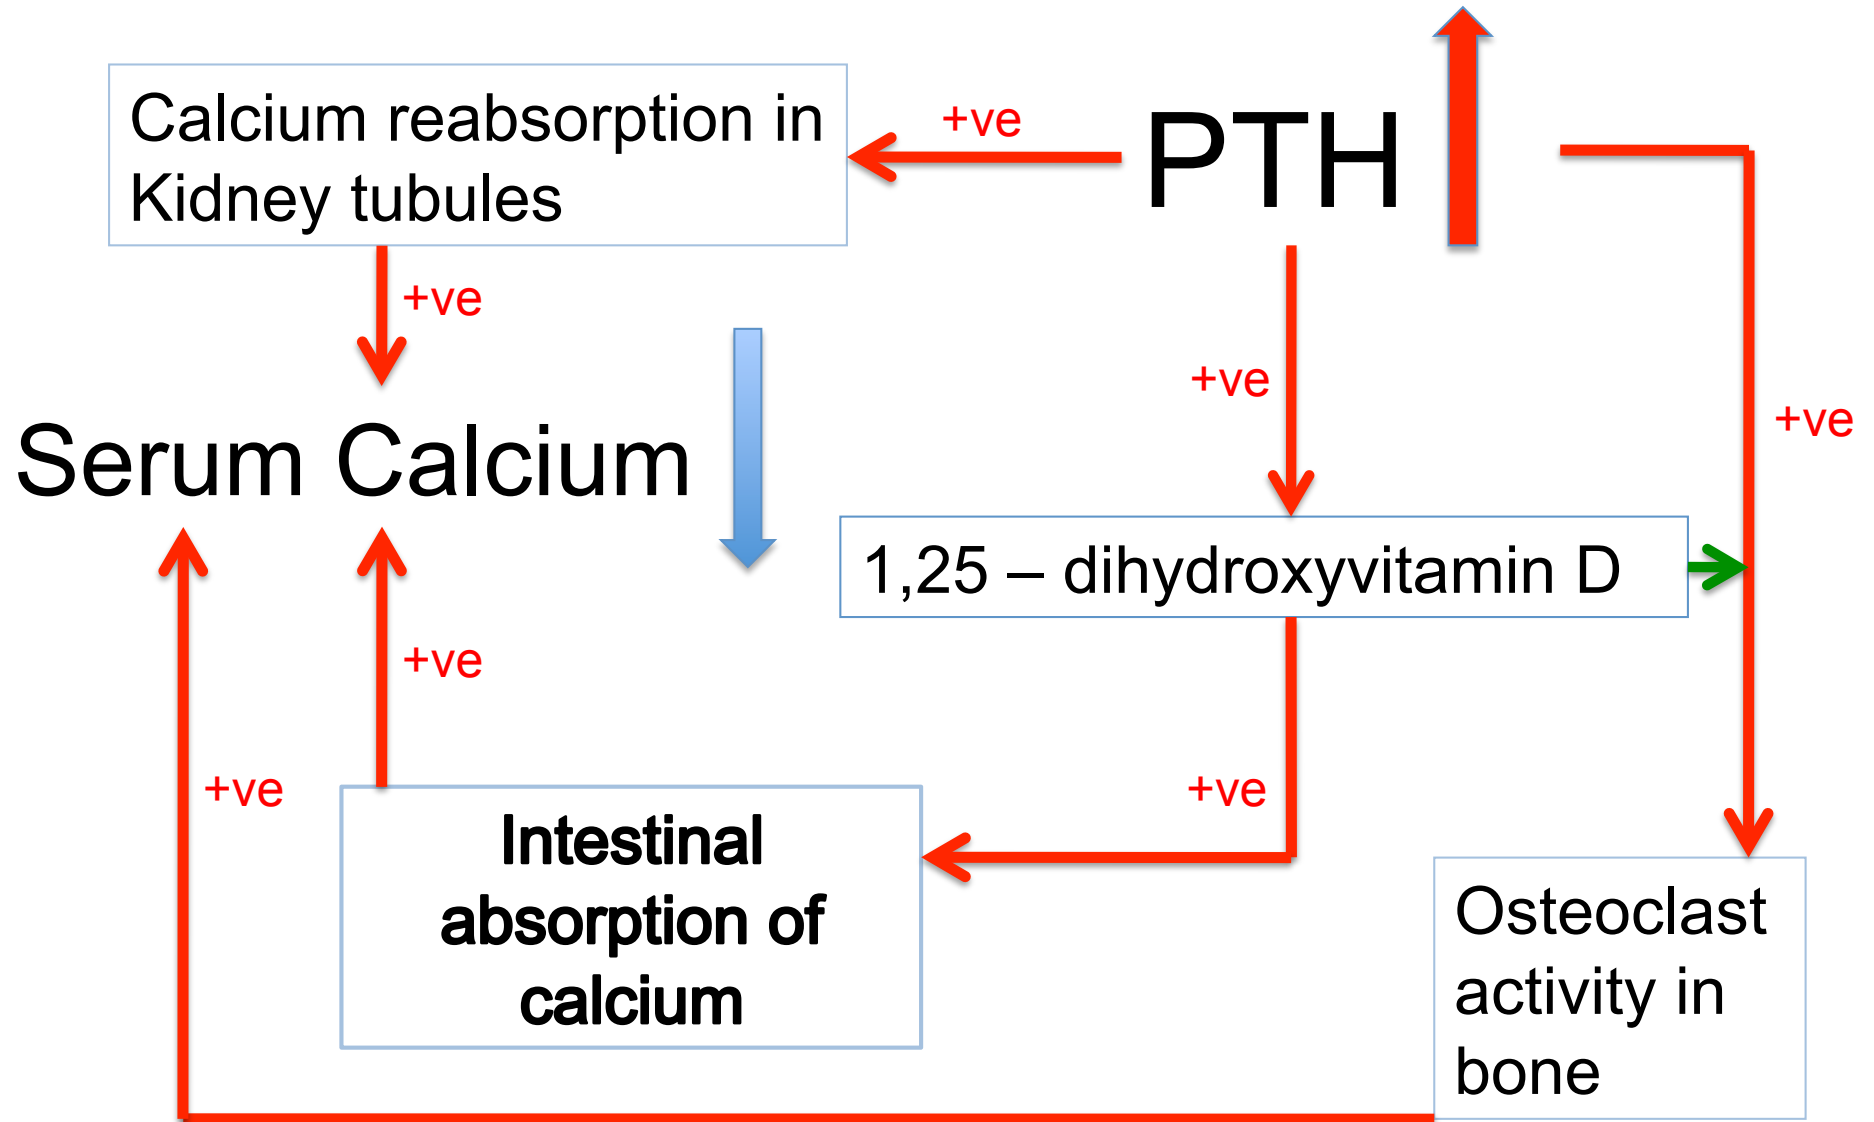 Calcium reabsorption in
Kidney tubules
+ve
PTH
+ve
+ve
+ve
Serum Calcium
1,25 – dihydroxyvitamin D
+ve
+ve
+ve
Intestinal
absorption of
calcium
Osteoclast
activity in
bone